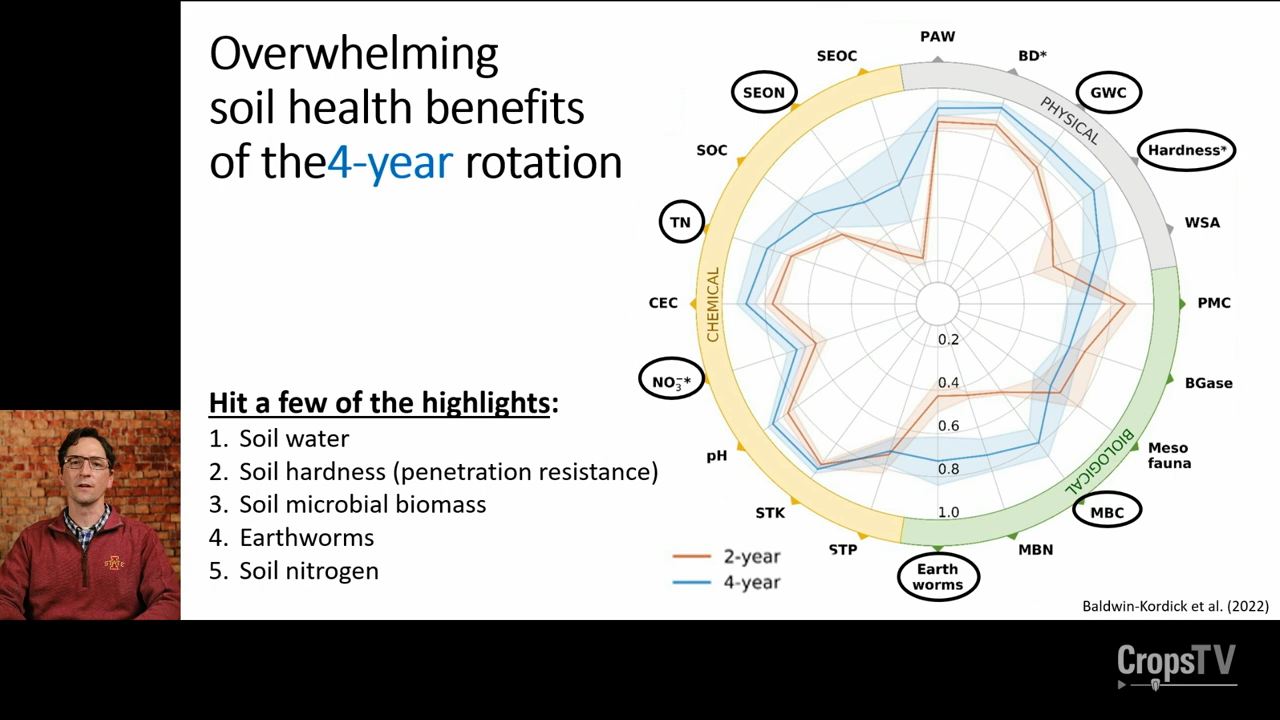 Overwhelming
soil health benefits
of the4-year rotation
Hit a few of the highlights:
1. Soil water
2. Soil hardness (penetration resistance)
3. Soil microbial biomass
4. Earthworms
5. Soil nitrogen
PAW
BD*
GWC
Hardness*
WSA
PMC
BGase
Meso
fauna
MBC
MBN
Earth
worms
STP
STK
pH
NO₃⁻*
CEC
TN
SOC
SEON
SEOC
PHYSICAL
BIOLOGICAL
CHEMICAL
0.2
0.4
0.6
0.8
1.0
2-year
4-year
Baldwin-Kordick et al. (2022)
STATE
CropsTV